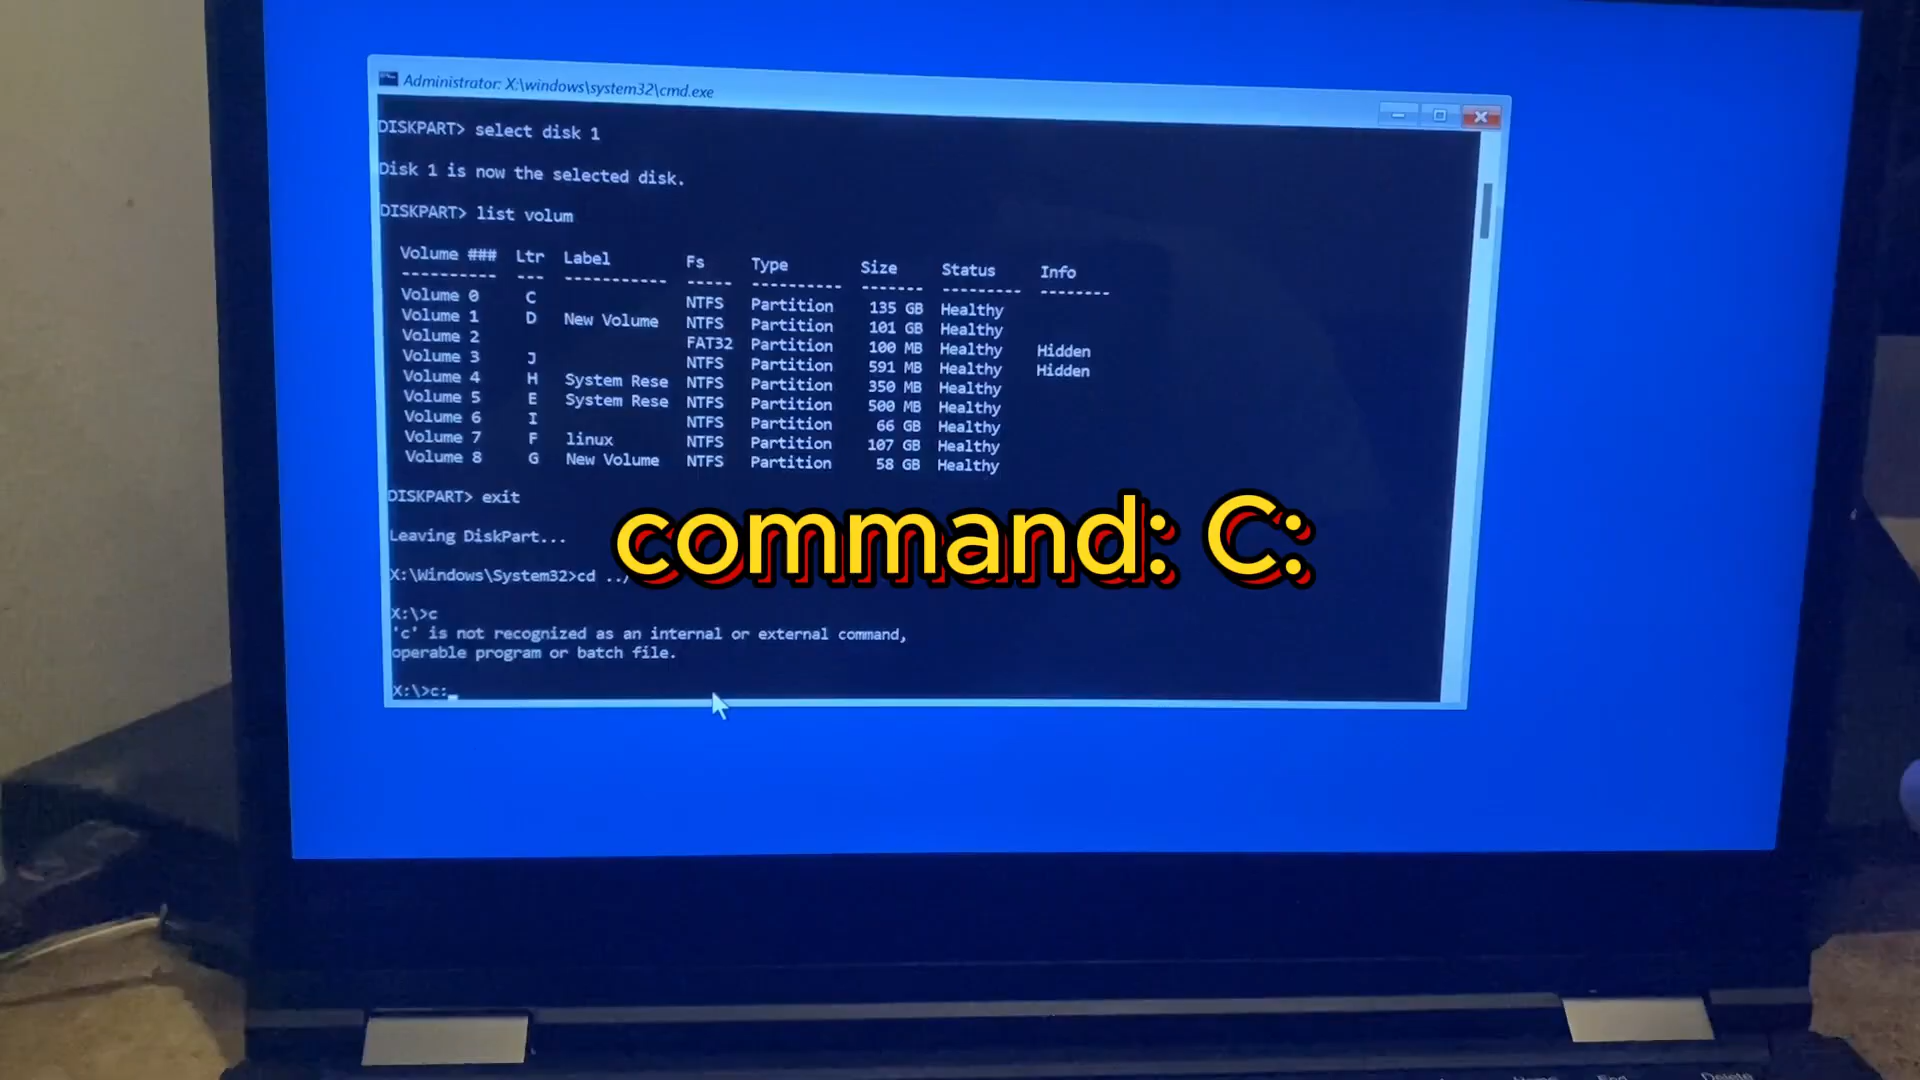 Administrator: X:\windows\system32\cmd.exe
DISKPART> select disk 1
Disk 1 is now the selected disk.
DISKPART> list volum
Volume ### Ltr Label Fs Type Size Status Info
---------- --- ----------- ----- ---------- ------- --------- --------
Volume 0 C NTFS Partition 135 GB Healthy
Volume 1 D New Volume NTFS Partition 101 GB Healthy
Volume 2 FAT32 Partition 100 MB Healthy Hidden
Volume 3 J NTFS Partition 591 MB Healthy Hidden
Volume 4 H System Rese NTFS Partition 350 MB Healthy
Volume 5 E System Rese NTFS Partition 500 MB Healthy
Volume 6 I NTFS Partition 66 GB Healthy
Volume 7 F linux NTFS Partition 107 GB Healthy
Volume 8 G New Volume NTFS Partition 58 GB Healthy
DISKPART> exit
Leaving DiskPart...
command: C:
X:\Windows\System32>cd ../
X:\>c
'c' is not recognized as an internal or external command,
operable program or batch file.
X:\>c: